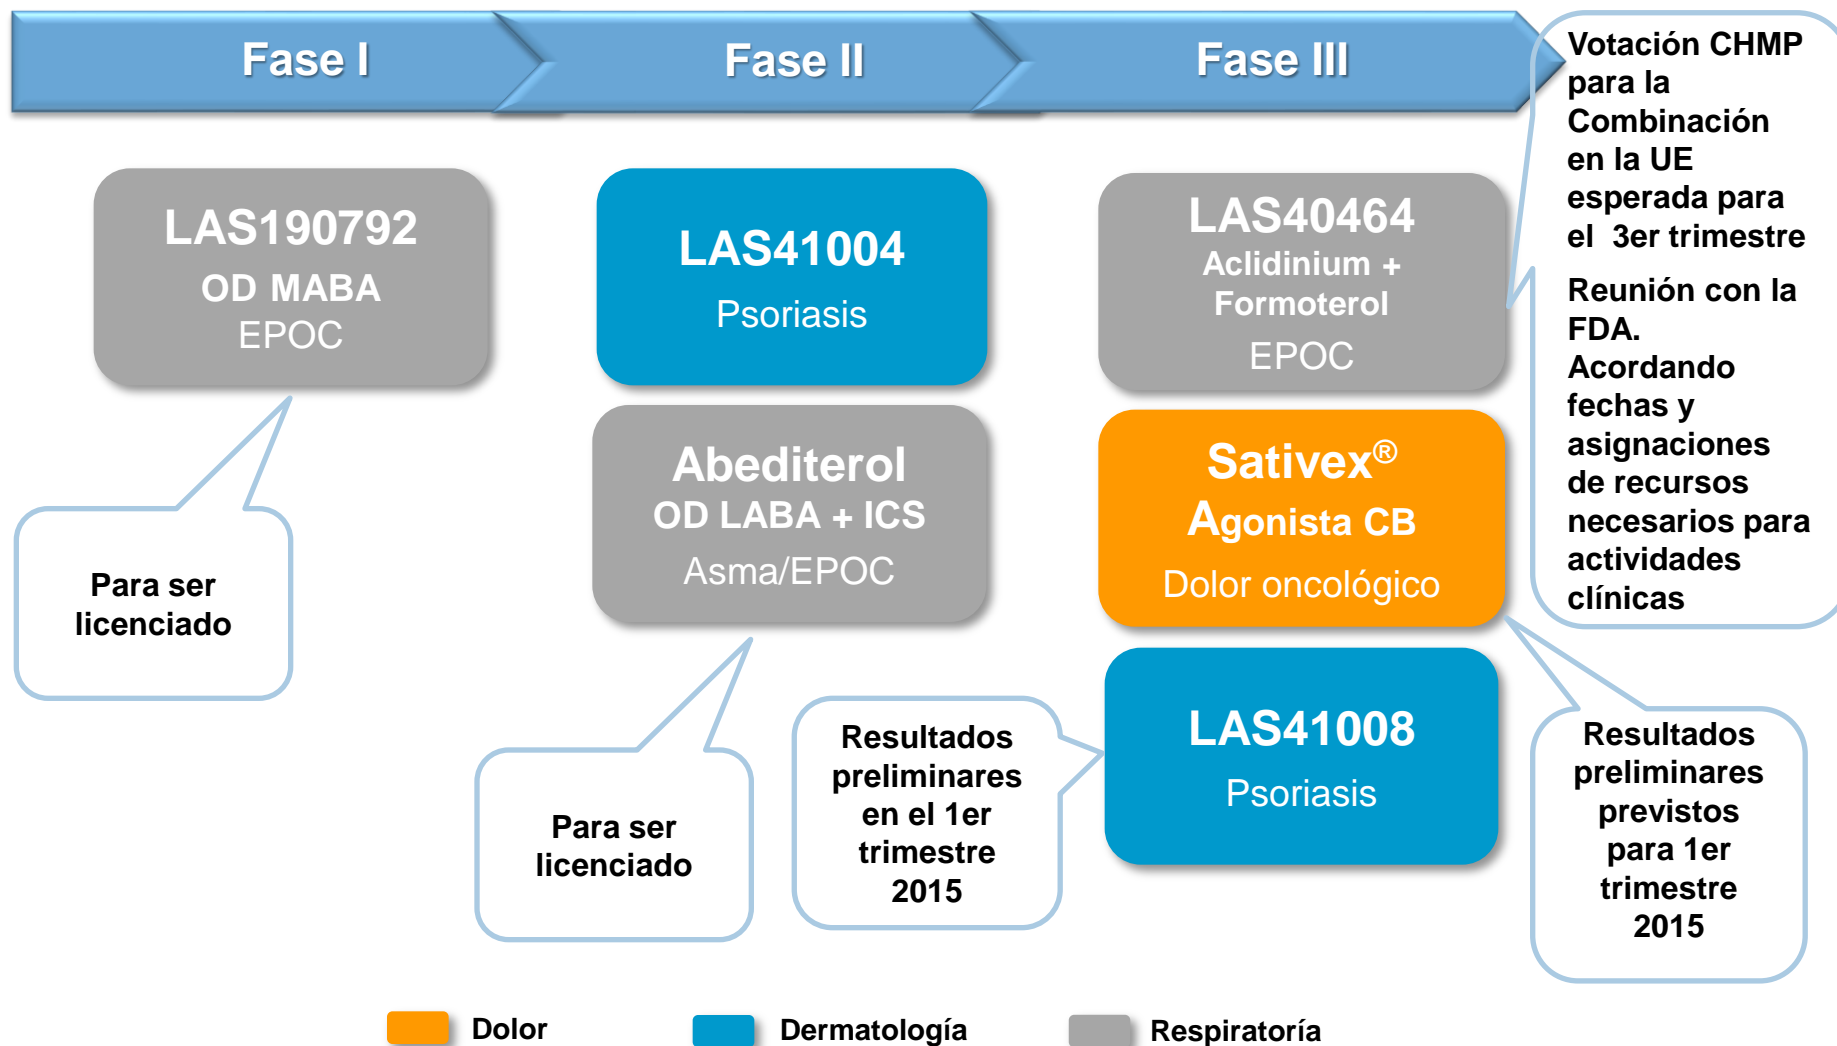 Fase I
Fase II
Fase III
LAS190792
OD MABA
EPOC
Para ser
licenciado
LAS41004
Psoriasis
Abediterol
OD LABA + ICS
Asma/EPOC
Para ser
licenciado
LAS40464
Aclidinium +
Formoterol
EPOC
Votación CHMP
para la
Combinación
en la UE
esperada para
el 3er trimestre
Reunión con la
FDA.
Acordando
fechas y
asignaciones
de recursos
necesarios para
actividades
clínicas
Sativex®
Agonista CB
Dolor oncológico
Resultados
preliminares
previstos
para 1er
trimestre
2015
LAS41008
Psoriasis
Resultados
preliminares
en el 1er
trimestre
2015
Dolor
Dermatología
Respiratoría